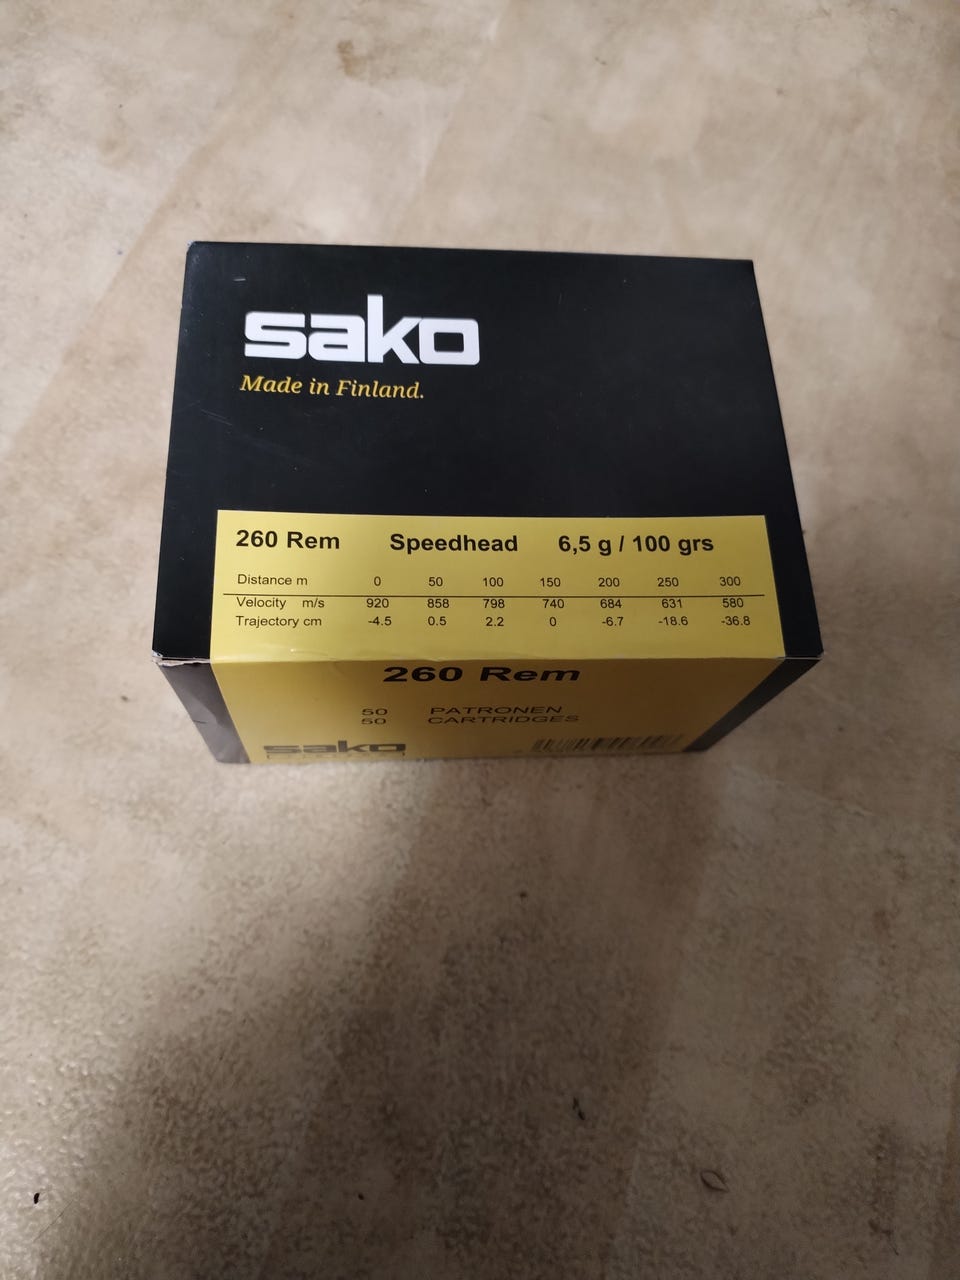 sako
Made in Finland.
260 Rem Speedhead 6,5 g / 100 grs
Distance m 0 50 100 150 200 250 300
Velocity m/s 920 858 798 740 684 631 580
Trajectory cm -4.5 0.5 2.2 0 -6.7 -18.6 -36.8
260 Rem
50 PATRONEN
50 CARTRIDGES
sako